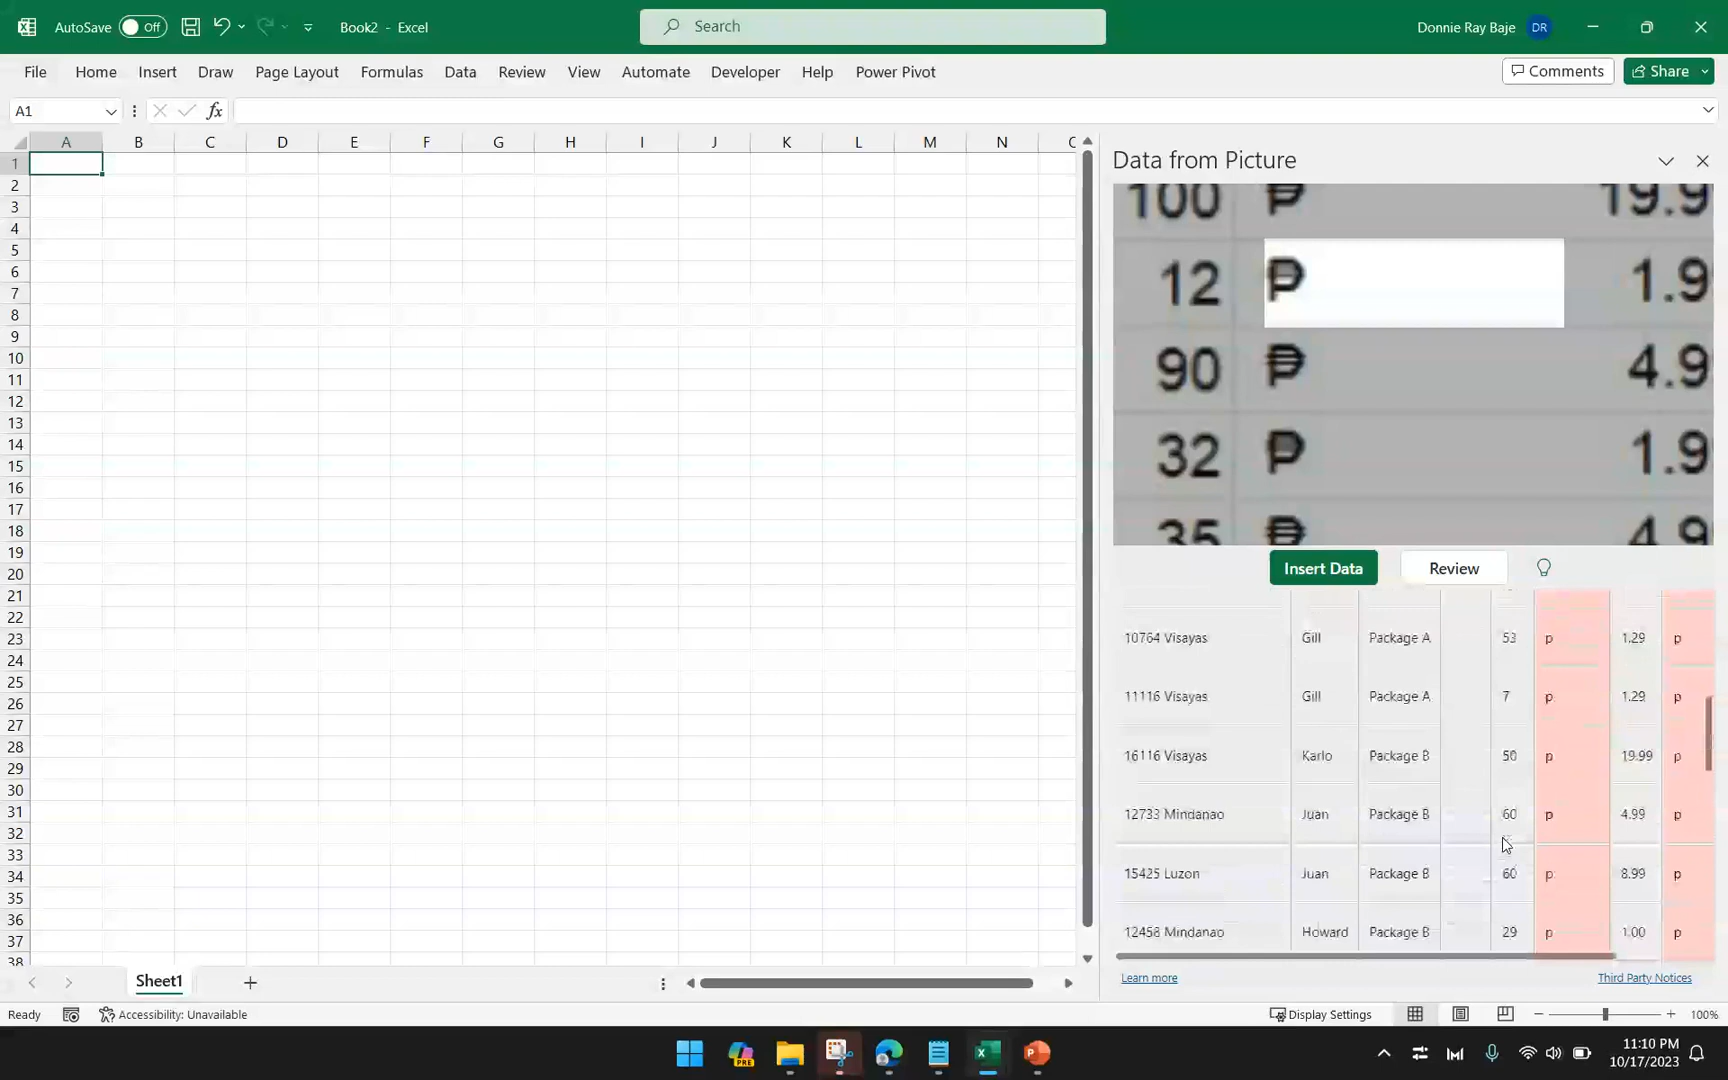 AutoSave Off Book2 - Excel Search Donnie Ray Baje DR
File Home Insert Draw Page Layout Formulas Data Review View Automate Developer Help Power Pivot Comments Share
A1 fx
A B C D E F G H I J K L M N
1
2
3
4
5
6
7
8
9
10
11
12
13
14
15
16
17
18
19
20
21
22
23
24
25
26
27
28
29
30
31
32
33
34
35
36
37
38
Data from Picture
100 ₱ 19.9
12 ₱ 1.9
90 ₱ 4.9
32 ₱ 1.9
35 ₱ 4.9
Insert Data Review
10764 Visayas Gill Package A 53 p 1.29 p
11116 Visayas Gill Package A 7 p 1.29 p
16116 Visayas Karlo Package B 50 p 19.99 p
12733 Mindanao Juan Package B 60 p 4.99 p
15425 Luzon Juan Package B 60 p 8.99 p
12458 Mindanao Howard Package B 29 p 1.00 p
Learn more Third Party Notices
Sheet1
Ready Accessibility: Unavailable Display Settings 100%
PRE
11:10 PM
10/17/2023